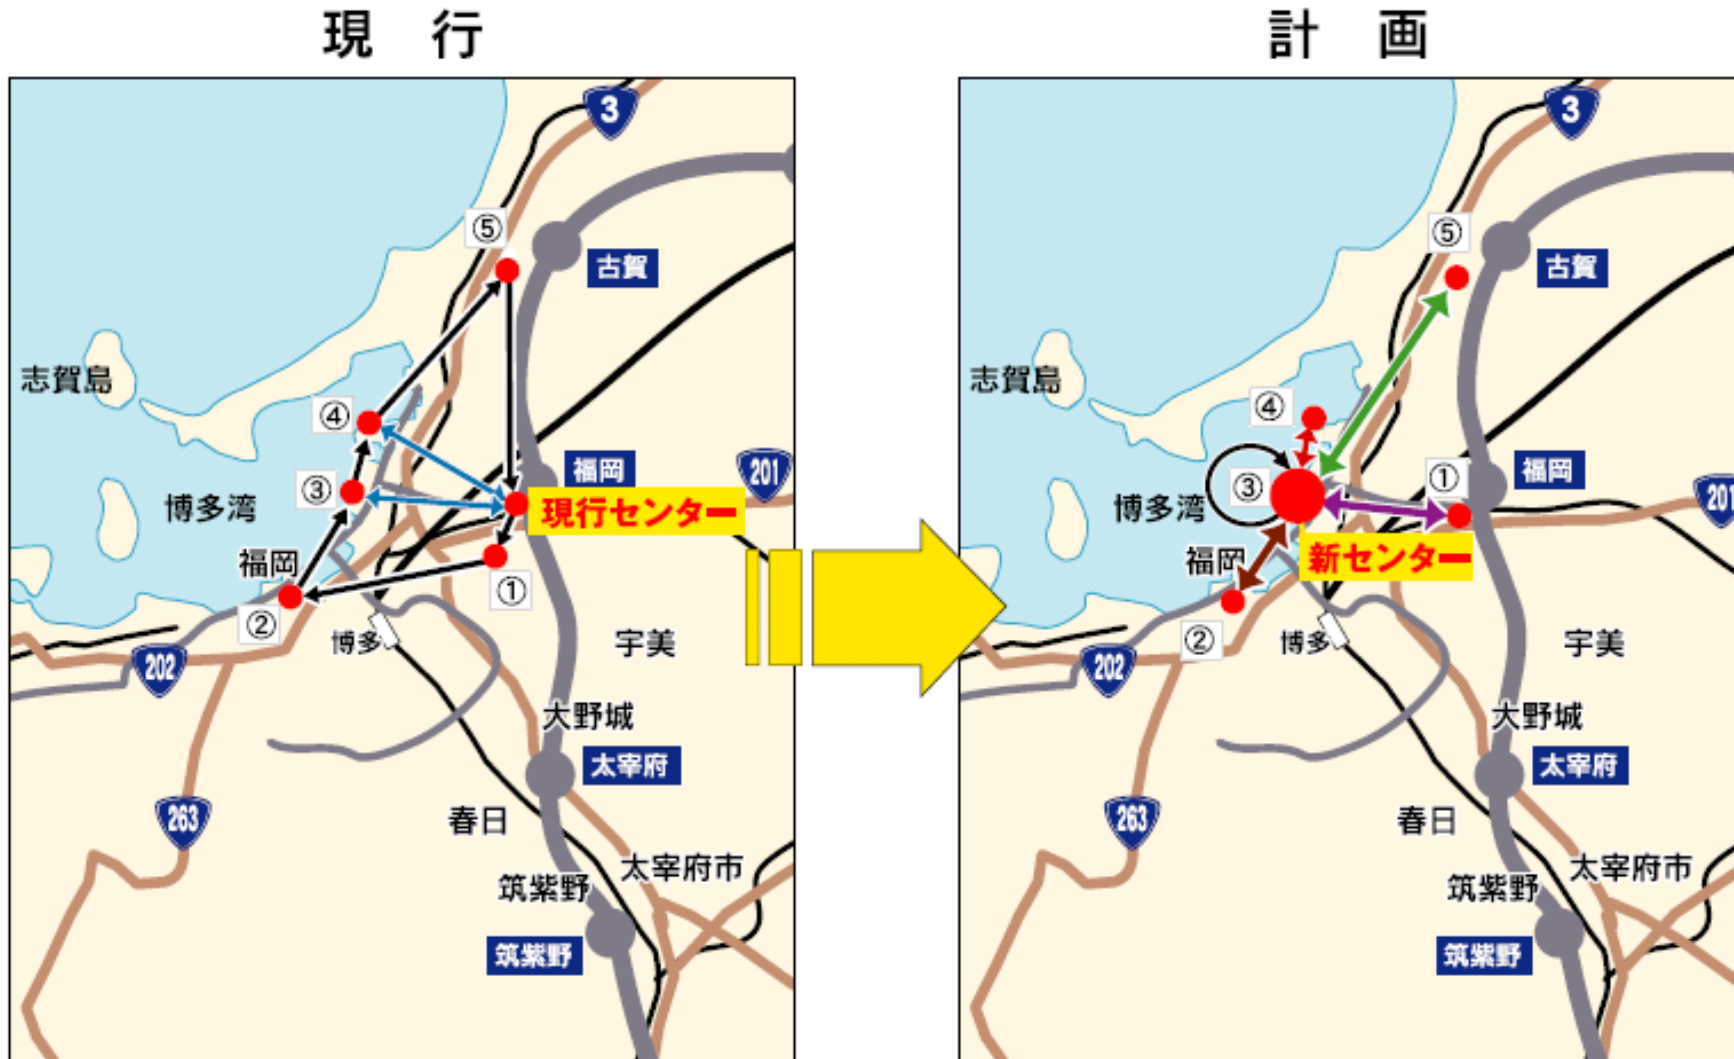 現 行
3
⑤
古賀
志賀島
④
福岡
201
③
博多湾
現行センター
福岡
①
②
博多
宇美
202
大野城
太宰府
263
春日
太宰府市
筑紫野
筑紫野
計 画
3
⑤
古賀
志賀島
④
①
福岡
③
201
博多湾
新センター
福岡
②
博多
宇美
202
大野城
太宰府
263
春日
太宰府市
筑紫野
筑紫野